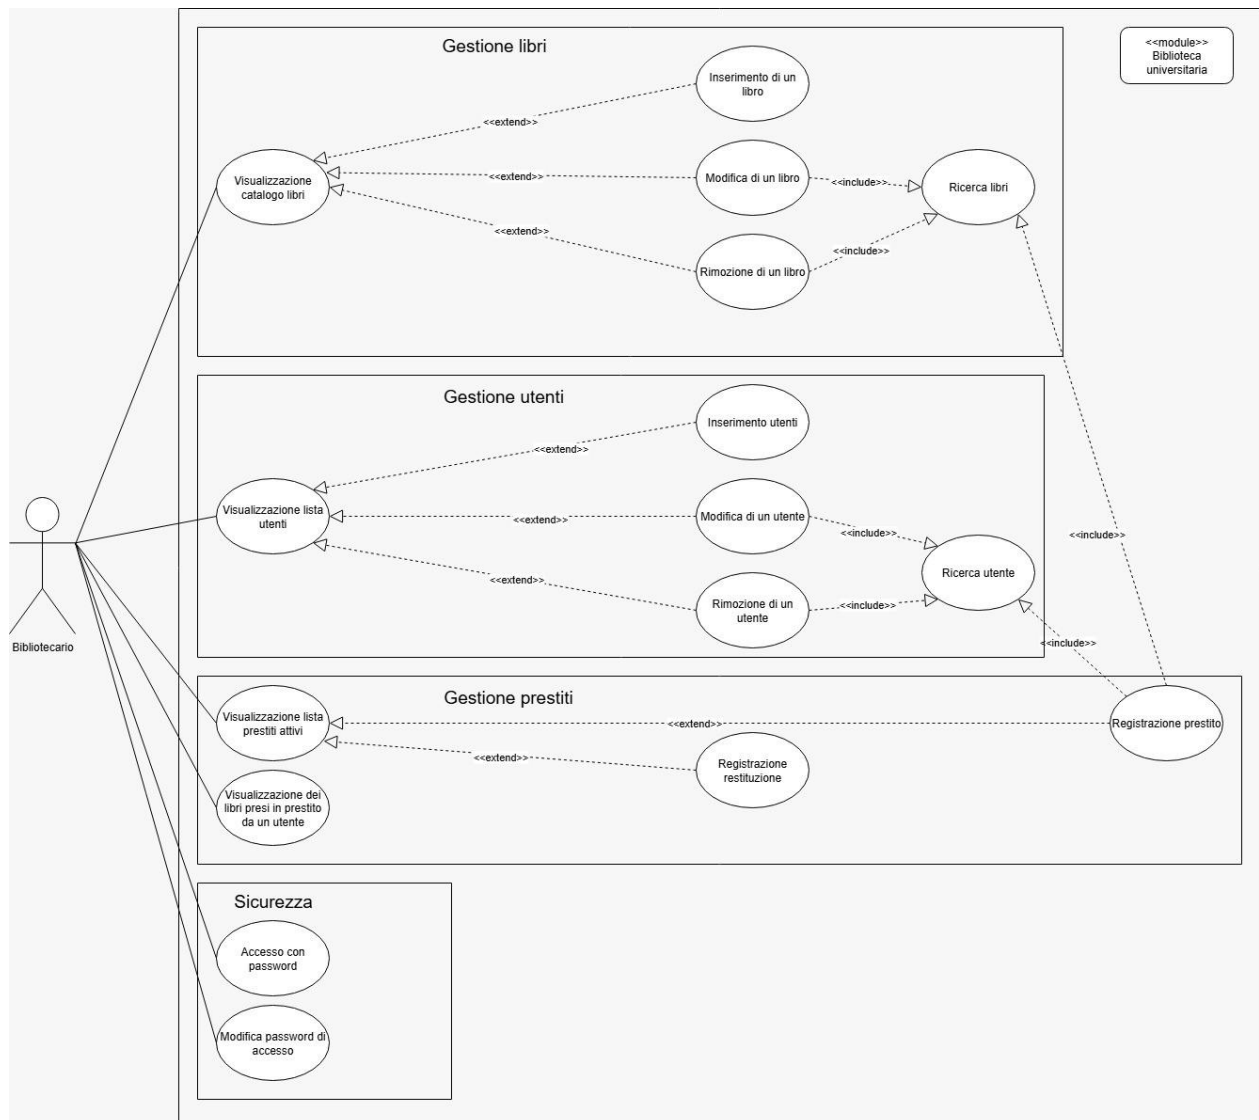 Gestione libri
<<module>>
Biblioteca
universitaria
Inserimento di un
libro
<<extend>>
Visualizzazione
catalogo libri
<<extend>>
Modifica di un libro
<<include>>
Ricerca libri
<<extend>>
Rimozione di un libro
<<include>>
Gestione utenti
Inserimento utenti
<<extend>>
Visualizzazione lista
utenti
<<extend>>
Modifica di un utente
<<include>>
<<include>>
Ricerca utente
<<extend>>
Rimozione di un
utente
<<include>>
Bibliotecario
<<include>>
Gestione prestiti
Visualizzazione lista
prestiti attivi
<<extend>>
Registrazione prestito
<<extend>>
Registrazione
restituzione
Visualizzazione dei
libri presi in prestito
da un utente
Sicurezza
Accesso con
password
Modifica password di
accesso